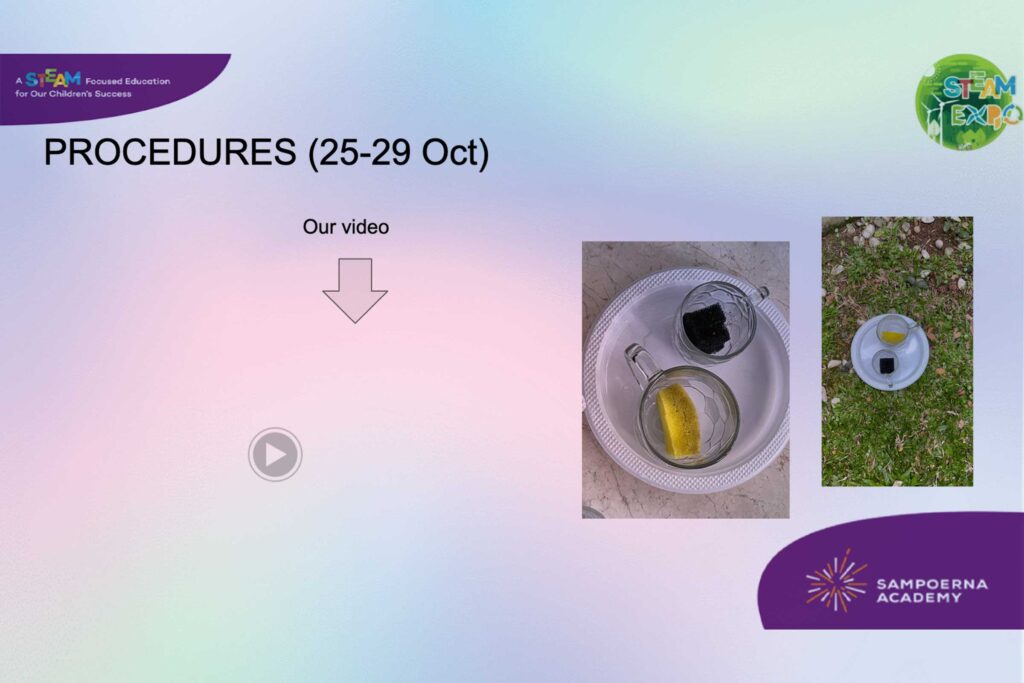 A STEAM Focused Education
for Our Children's Success
STEAM
EXPO
PROCEDURES (25-29 Oct)
Our video
SAMPOERNA
ACADEMY